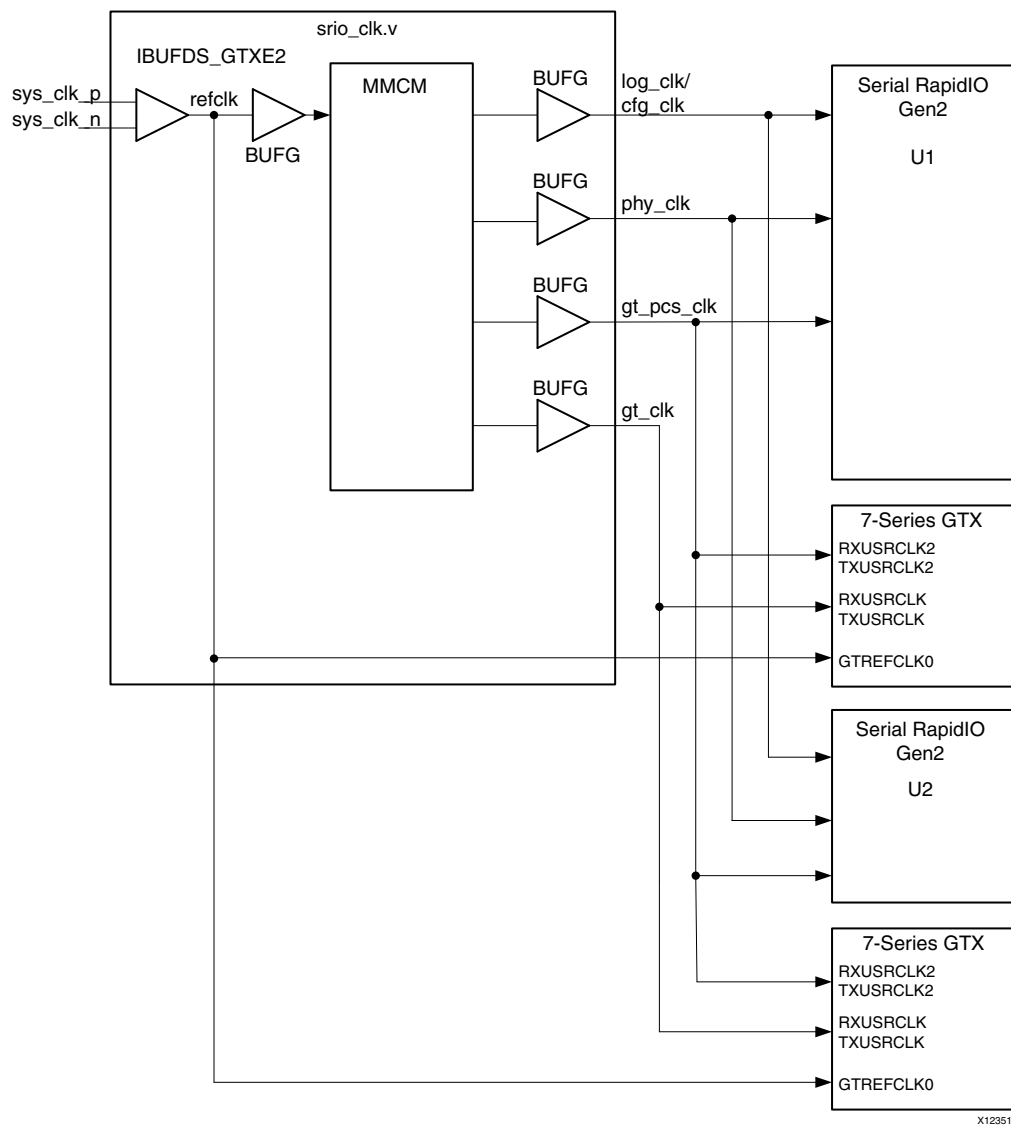 srio_clk.v
IBUFDS_GTXE2
sys_clk_p
sys_clk_n
refclk
BUFG
MMCM
BUFG
log_clk/
cfg_clk
BUFG
phy_clk
BUFG
gt_pcs_clk
BUFG
gt_clk
Serial RapidIO
Gen2
U1
7-Series GTX
RXUSRCLK2
TXUSRCLK2
RXUSRCLK
TXUSRCLK
GTREFCLK0
Serial RapidIO
Gen2
U2
7-Series GTX
RXUSRCLK2
TXUSRCLK2
RXUSRCLK
TXUSRCLK
GTREFCLK0
X12351